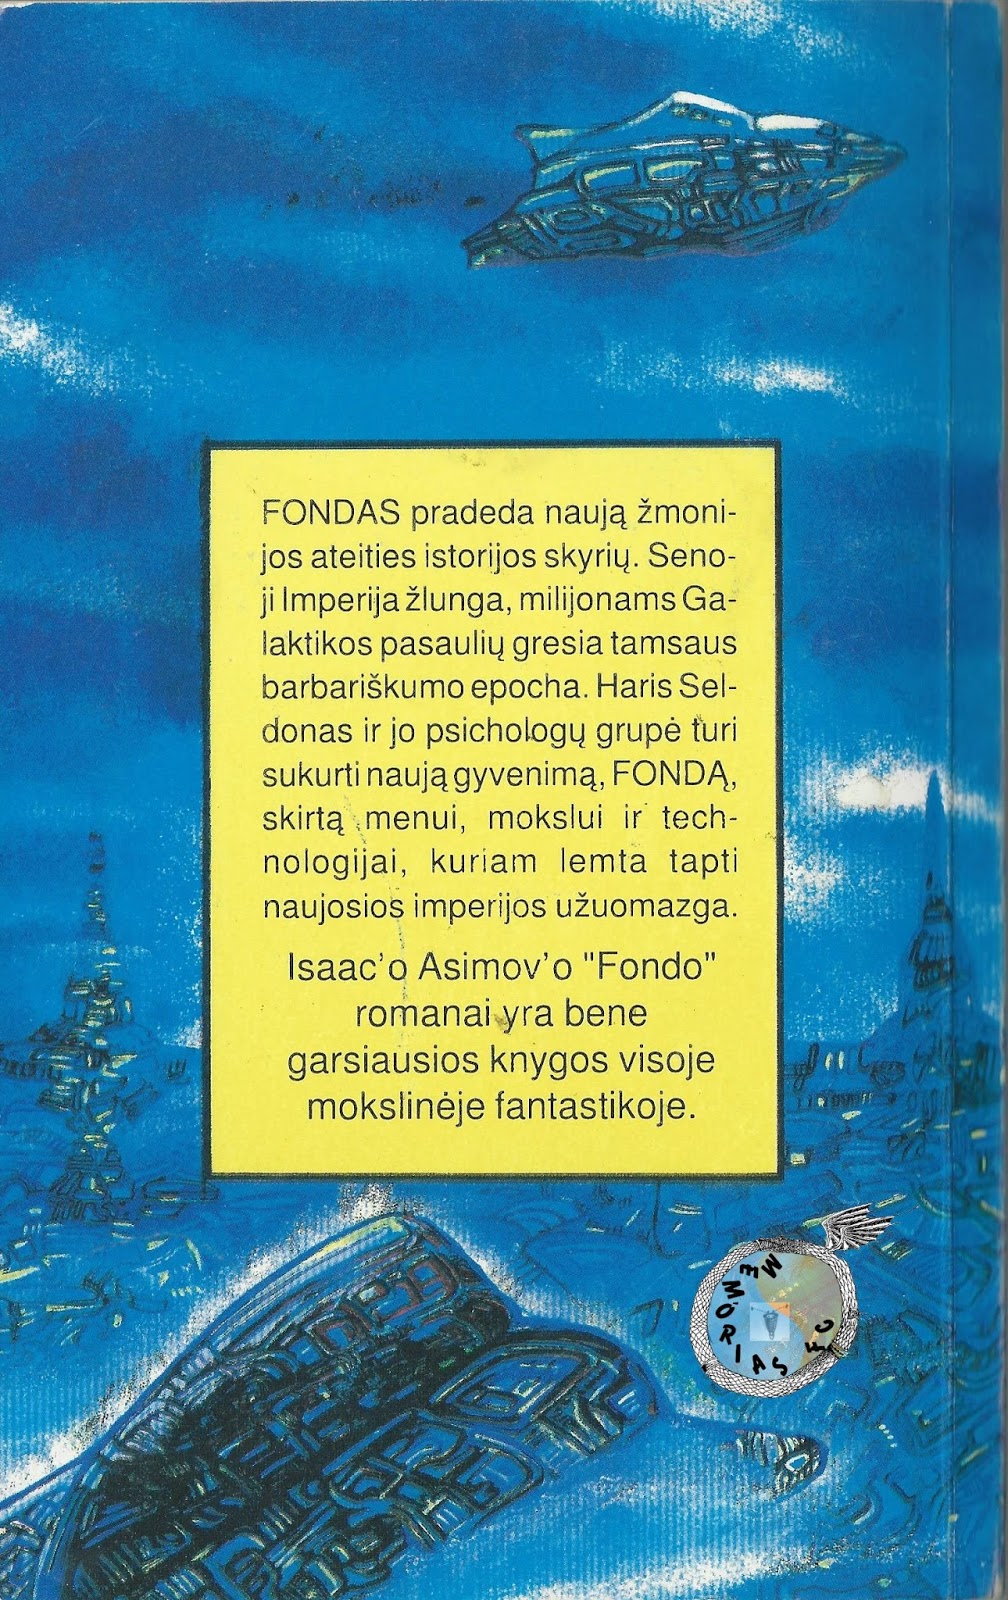 FONDAS pradeda naują žmoni-
jos ateities istorijos skyrių. Seno-
ji Imperija žlunga, milijonams Ga-
laktikos pasaulių gresia tamsaus
barbariškumo epocha. Haris Sel-
donas ir jo psichologų grupė turi
sukurti naują gyvenimą, FONDĄ,
skirtą menui, mokslui ir tech-
nologijai, kuriam lemta tapti
naujosios imperijos užuomazga.
Isaac'o Asimov'o "Fondo"
romanai yra bene
garsiausios knygos visoje
mokslinėje fantastikoje.
MEMÓRIAS